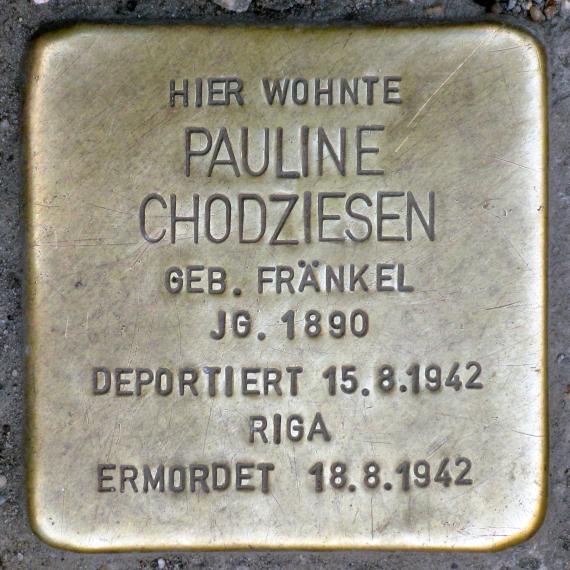 HIER WOHNTE
PAULINE
CHODZIESEN
GEB. FRÄNKEL
JG. 1890
DEPORTIERT 15.8.1942
RIGA
ERMORDET 18.8.1942